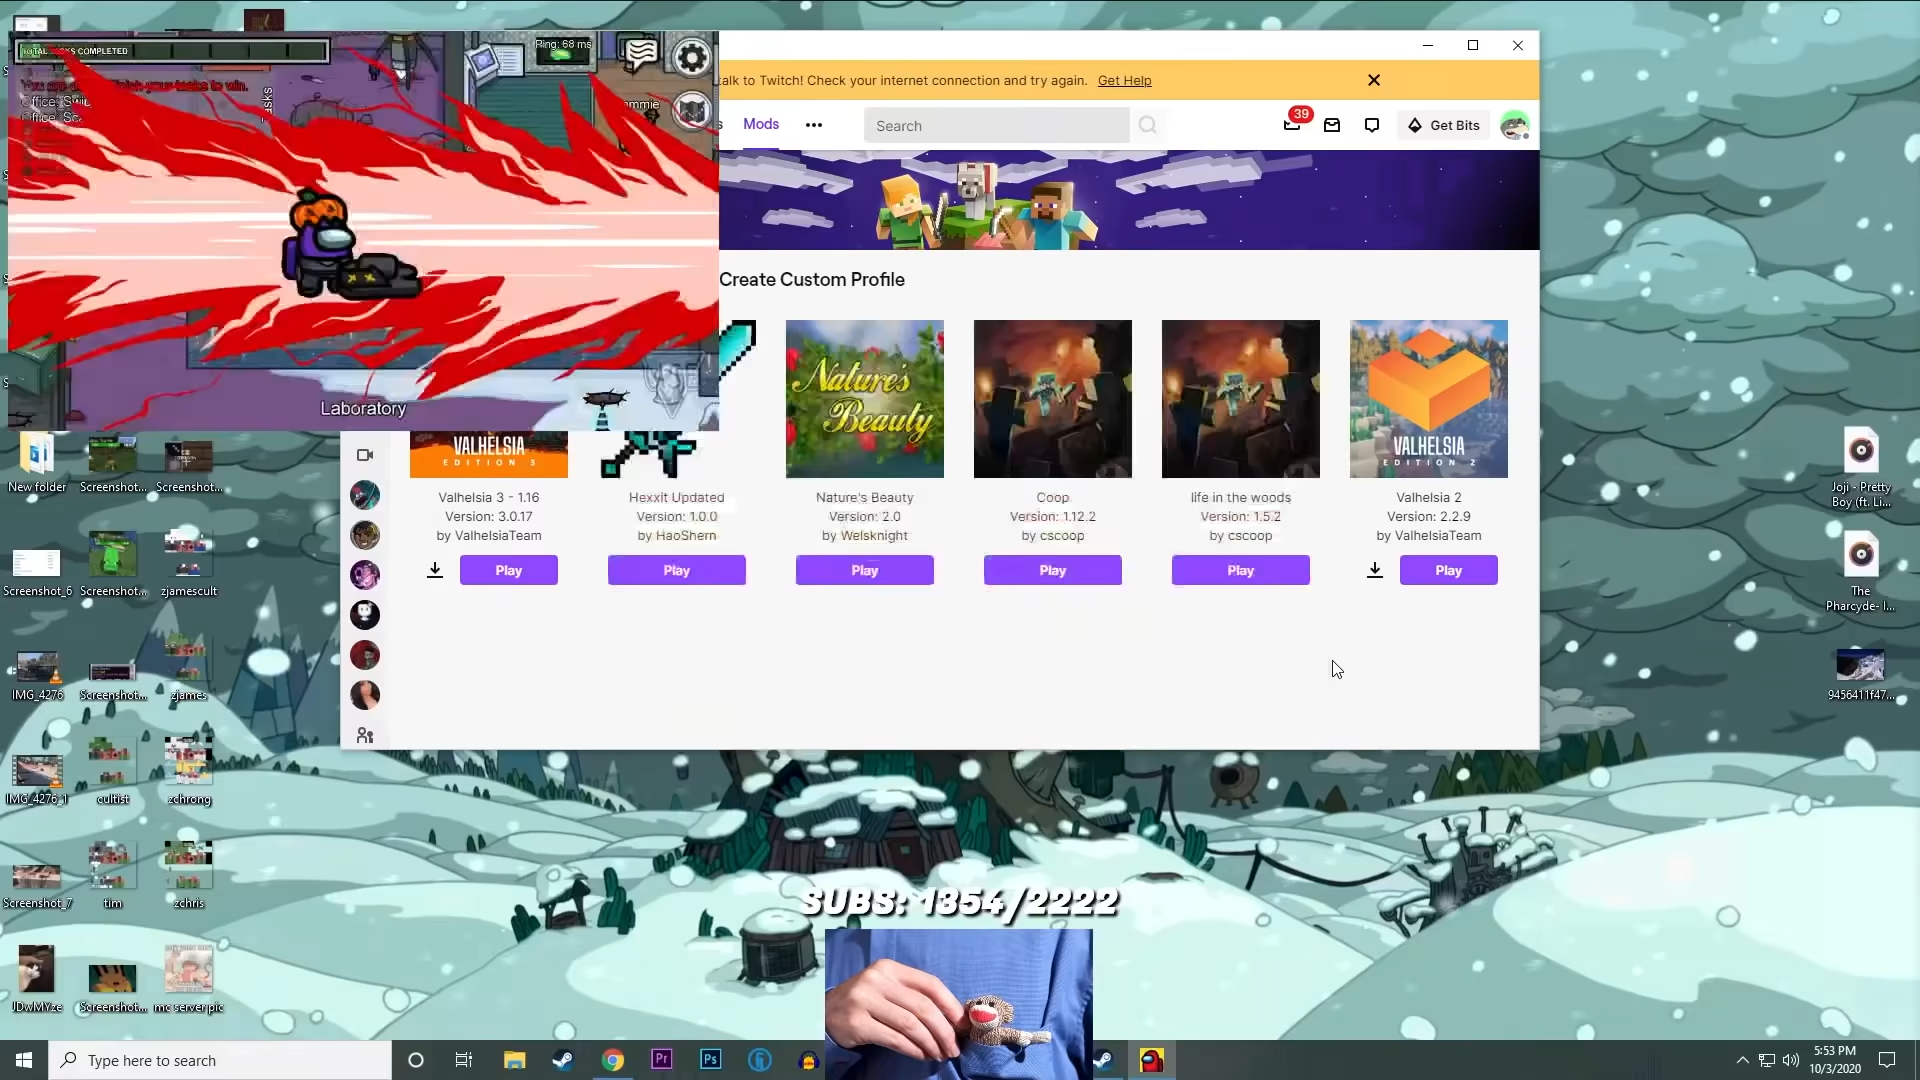 TOTAL TASKS COMPLETED
Ping: 68 ms
Laboratory
talk to Twitch! Check your internet connection and try again. Get Help
Mods
Search
39
Get Bits
Create Custom Profile
Nature's
Beauty
VALHELSIA
EDITION 3
VALHELSIA
EDITION 2
Valhelsia 3 - 1.16
Version: 3.0.17
by ValhelsiaTeam
Play
Hexxit Updated
Version: 1.0.0
by HaoShern
Play
Nature's Beauty
Version: 2.0
by Welsknight
Play
Coop
Version: 1.12.2
by cscoop
Play
life in the woods
Version: 1.5.2
by cscoop
Play
Valhelsia 2
Version: 2.2.9
by ValhelsiaTeam
Play
New folder
Screenshot...
Screenshot...
Screenshot_6
Screenshot...
zjamescult
IMG_4276
Screenshot...
zjames
IMG_4276_1
cultist
zchrong
Screenshot_7
tim
zchris
JDwMYze
Screenshot...
mc server pic
Joji - Pretty
Boy (ft. Li...
The
Pharcyde- I...
9456411f47...
SUBS: 1354/2222
Type here to search
Pr
Ps
5:53 PM
10/3/2020